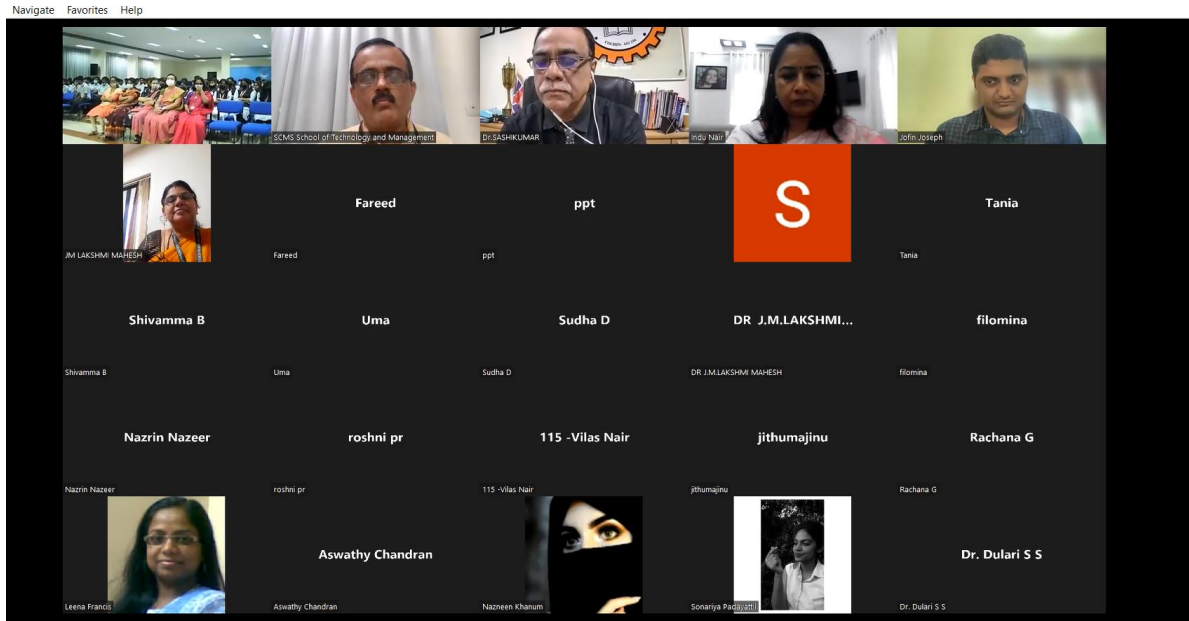 Navigate Favorites Help
SCMS School of Technology and Management
Dr.SASHIKUMAR
Indu Nair
Jofin Joseph
Fareed
ppt
S
Tania
JM LAKSHMI MAHESH
Fareed
ppt
Tania
Shivamma B
Uma
Sudha D
DR J.M.LAKSHMI...
filomina
Shivamma B
Uma
Sudha D
DR J.M.LAKSHMI MAHESH
filomina
Nazrin Nazeer
roshni pr
115 -Vilas Nair
jithumajinu
Rachana G
Nazrin Nazeer
roshni pr
115 -Vilas Nair
jithumajinu
Rachana G
Aswathy Chandran
Dr. Dulari S S
Leena Francis
Aswathy Chandran
Nazneen Khanum
Sonariya Padayattil
Dr. Dulari S S